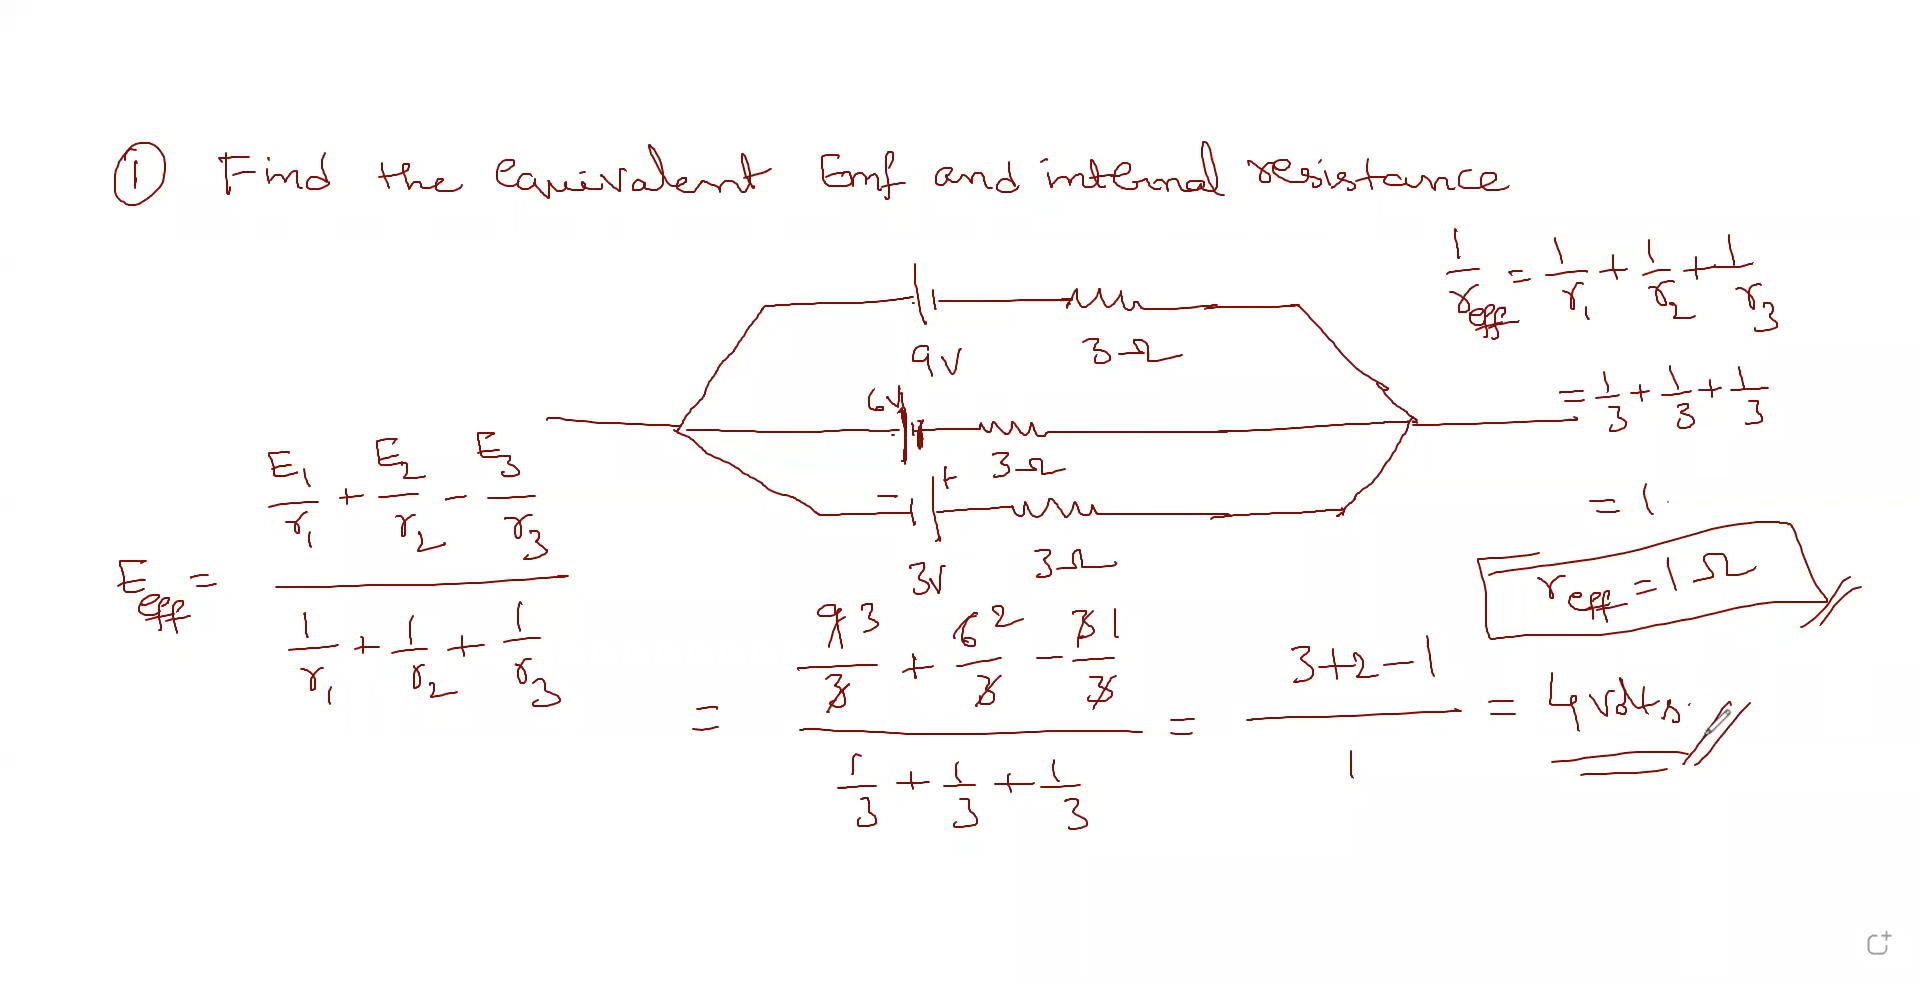 ① Find the equivalent Emf and internal resistance
1/r_eff = 1/r₁ + 1/r₂ + 1/r₃
= 1/3 + 1/3 + 1/3
= 1.
r_eff = 1 Ω
9V
3Ω
6V
3Ω
− +
3V
3Ω
E_eff = (E₁/r₁ + E₂/r₂ − E₃/r₃) / (1/r₁ + 1/r₂ + 1/r₃)
= (9/3 3 + 6/3 2 − 3/3 1) / (1/3 + 1/3 + 1/3) = (3+2−1) / 1 = 4 volts.